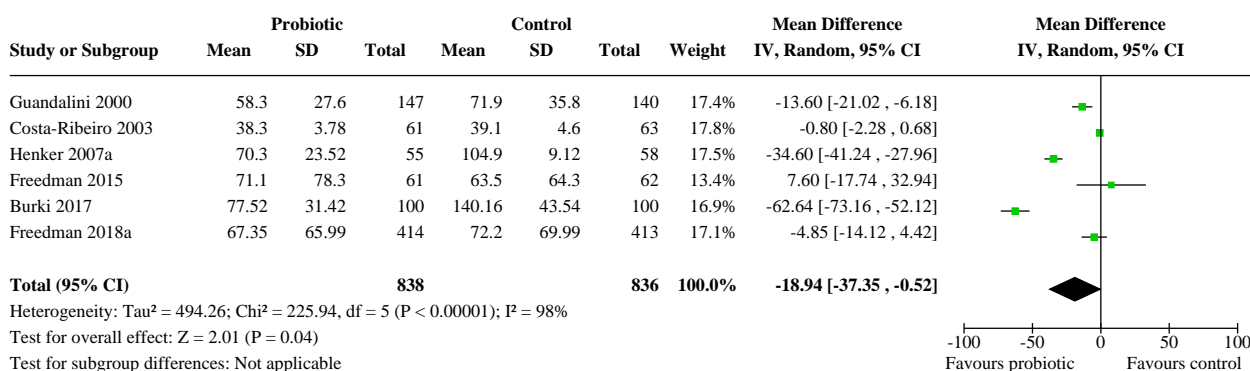 Probiotic Control Mean Difference Mean Difference
Study or Subgroup Mean SD Total Mean SD Total Weight IV, Random, 95% CI IV, Random, 95% CI
Guandalini 2000 58.3 27.6 147 71.9 35.8 140 17.4% -13.60 [-21.02 , -6.18]
Costa-Ribeiro 2003 38.3 3.78 61 39.1 4.6 63 17.8% -0.80 [-2.28 , 0.68]
Henker 2007a 70.3 23.52 55 104.9 9.12 58 17.5% -34.60 [-41.24 , -27.96]
Freedman 2015 71.1 78.3 61 63.5 64.3 62 13.4% 7.60 [-17.74 , 32.94]
Burki 2017 77.52 31.42 100 140.16 43.54 100 16.9% -62.64 [-73.16 , -52.12]
Freedman 2018a 67.35 65.99 414 72.2 69.99 413 17.1% -4.85 [-14.12 , 4.42]
Total (95% CI) 838 836 100.0% -18.94 [-37.35 , -0.52]
Heterogeneity: Tau² = 494.26; Chi² = 225.94, df = 5 (P < 0.00001); I² = 98%
Test for overall effect: Z = 2.01 (P = 0.04)
-100 -50 0 50 100
Test for subgroup differences: Not applicable
Favours probiotic Favours control